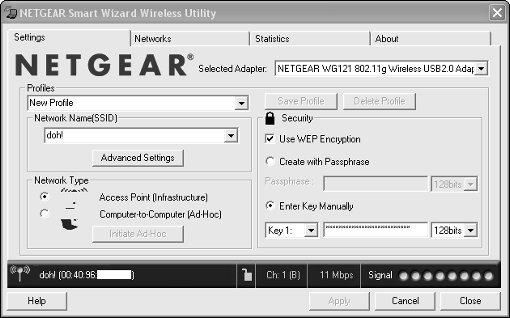 NETGEAR Smart Wizard Wireless Utility
Settings
Networks
Statistics
About
NETGEAR®
Selected Adapter:
NETGEAR WG121 802.11g Wireless USB2.0 Adap
Profiles
New Profile
Save Profile
Delete Profile
Network Name(SSID)
doh!
Advanced Settings
Security
Use WEP Encryption
Create with Passphrase
Passphrase :
128bits
Network Type
Access Point (Infrastructure)
Computer-to-Computer (Ad-Hoc)
Initiate Ad-Hoc
Enter Key Manually
Key 1:
128bits
doh! (00:40:96:
)
Ch: 1 (B)
11 Mbps
Signal
Help
Apply
Cancel
Close